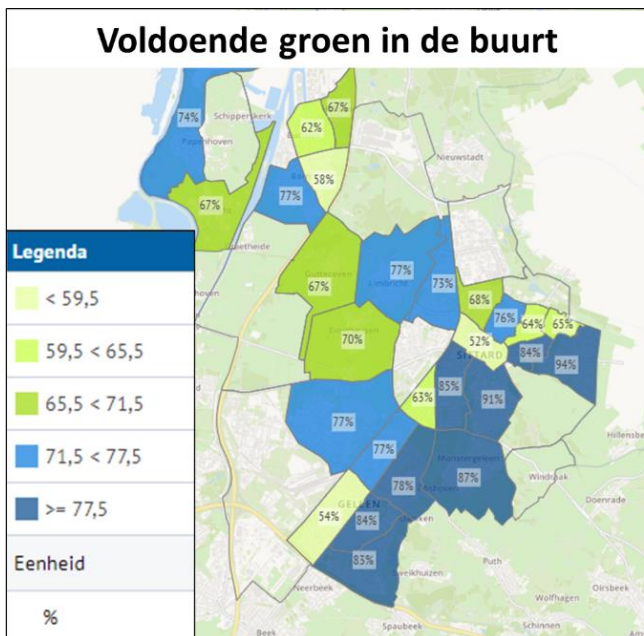 Voldoende groen in de buurt
67%
74%
Schipperskerk
62%
Papenhoven
58%
Nieuwstadt
77%
67%
Legenda
77%
Limbricht
73%
67%
68%
< 59,5
76%
64%
65%
70%
52%
SITTARD
84%
94%
59,5 < 65,5
85%
63%
91%
65,5 < 71,5
77%
77%
Munstergeleen
Hillensberg
71,5 < 77,5
78%
87%
Windraak
GELEEN
Doenrade
>= 77,5
54%
84%
83%
Puth
Eenheid
Neerbeek
Sweikhuizen
Oirsbeek
Wolfhagen
%
Beek
Spaubeek
Schinnen